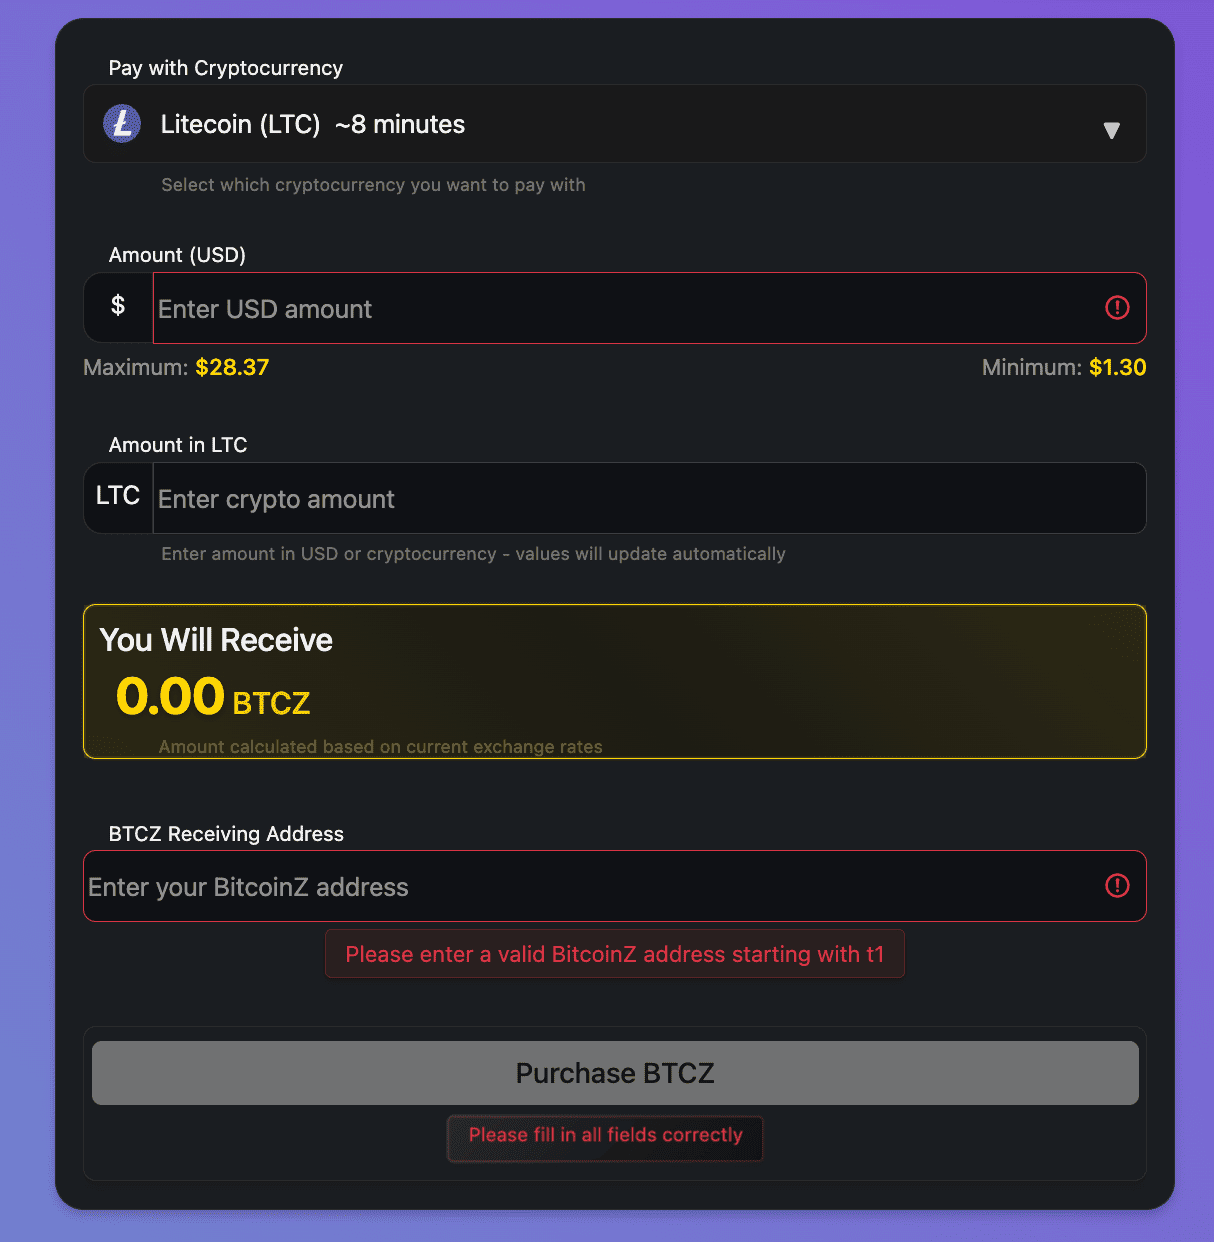 Pay with Cryptocurrency
Litecoin (LTC) ~8 minutes
Select which cryptocurrency you want to pay with
Amount (USD)
$ Enter USD amount
Maximum: $28.37 Minimum: $1.30
Amount in LTC
LTC Enter crypto amount
Enter amount in USD or cryptocurrency - values will update automatically
You Will Receive
0.00 BTCZ
Amount calculated based on current exchange rates
BTCZ Receiving Address
Enter your BitcoinZ address
Please enter a valid BitcoinZ address starting with t1
Purchase BTCZ
Please fill in all fields correctly